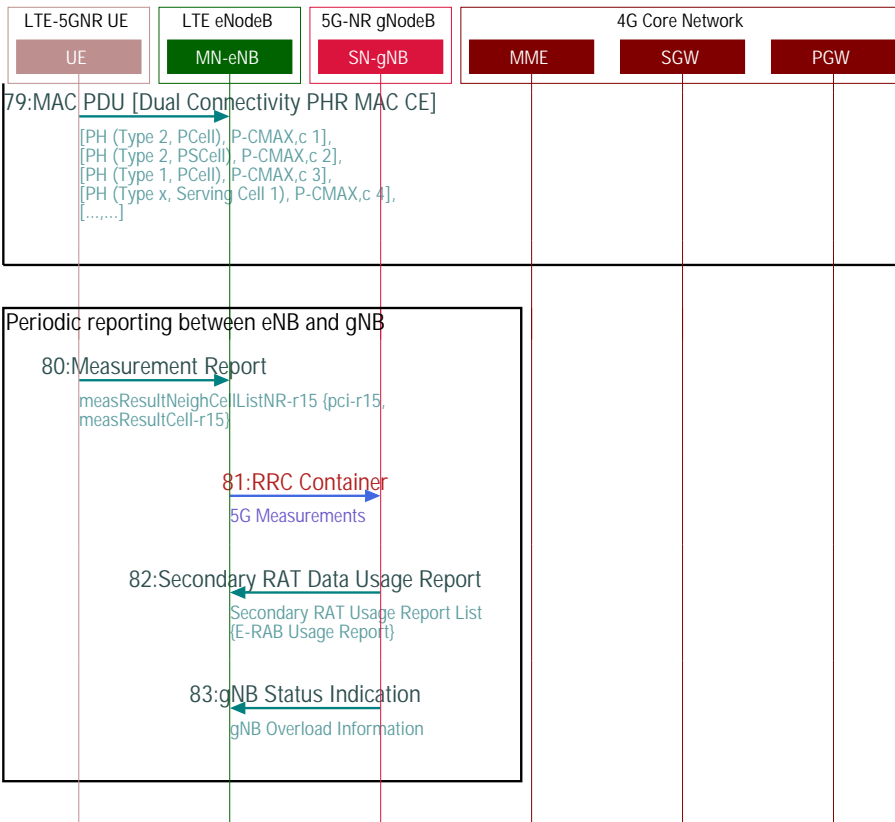 LTE-5GNR UE
LTE eNodeB
5G-NR gNodeB
4G Core Network
UE
MN-eNB
SN-gNB
MME
SGW
PGW
79:MAC PDU [Dual Connectivity PHR MAC CE]
[PH (Type 2, PCell), P-CMAX,c 1],
[PH (Type 2, PSCell), P-CMAX,c 2],
[PH (Type 1, PCell), P-CMAX,c 3],
[PH (Type x, Serving Cell 1), P-CMAX,c 4],
[...,...]
Periodic reporting between eNB and gNB
80:Measurement Report
measResultNeighCellListNR-r15 {pci-r15,
measResultCell-r15}
81:RRC Container
5G Measurements
82:Secondary RAT Data Usage Report
Secondary RAT Usage Report List
{E-RAB Usage Report}
83:gNB Status Indication
gNB Overload Information